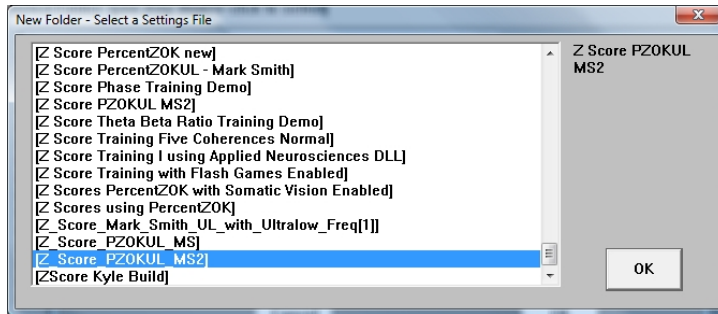 New Folder - Select a Settings File
[Z Score PercentZOK new]
[Z Score PercentZOKUL - Mark Smith]
[Z Score Phase Training Demo]
[Z Score PZOKUL MS2]
[Z Score Theta Beta Ratio Training Demo]
[Z Score Training Five Coherences Normal]
[Z Score Training I using Applied Neurosciences DLL]
[Z Score Training with Flash Games Enabled]
[Z Scores PercentZOK with Somatic Vision Enabled]
[Z Scores using PercentZOK]
[Z_Score_Mark_Smith_UL_with_Ultralow_Freq[1]]
[Z_Score_PZOKUL_MS]
[Z_Score_PZOKUL_MS2]
[ZScore Kyle Build]
Z Score PZOKUL
MS2
OK